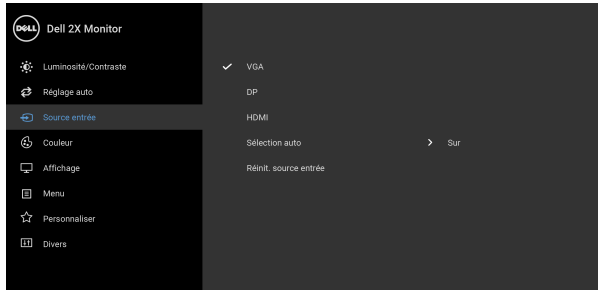 DELL Dell 2X Monitor
Luminosité/Contraste
VGA
Réglage auto
DP
Source entrée
HDMI
Couleur
Sélection auto
Sur
Affichage
Réinit. source entrée
Menu
Personnaliser
Divers